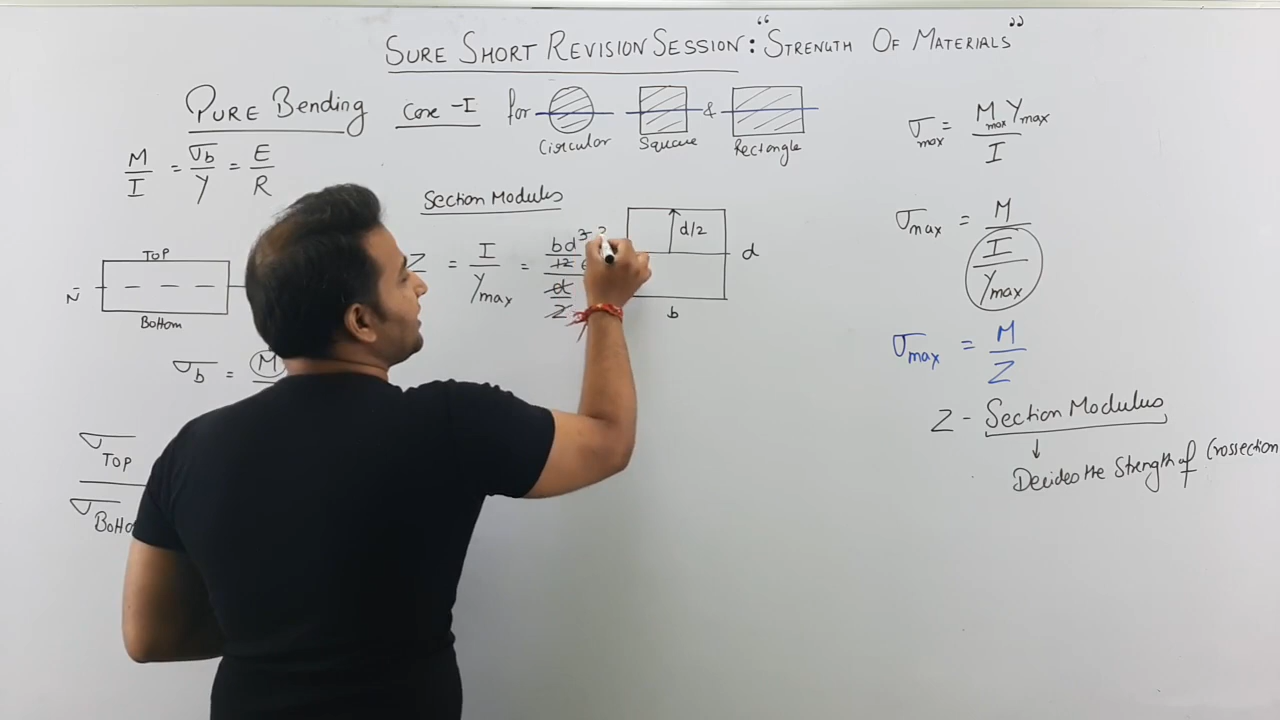 SURE SHORT REVISION SESSION: "STRENGTH OF MATERIALS"
PURE Bending Case - I for Circular Square & Rectangle
M/I = σb/Y = E/R
Section Modulus
Z = I/Ymax = bd³/12 / d/2
d/2
d
b
TOP
N
Bottom
σb = M
σTOP
σBotto
σmax = Mmax Ymax / I
σmax = M / I/Ymax
σmax = M/Z
Z - Section Modulus
↓
Decides the Strength of Crossection